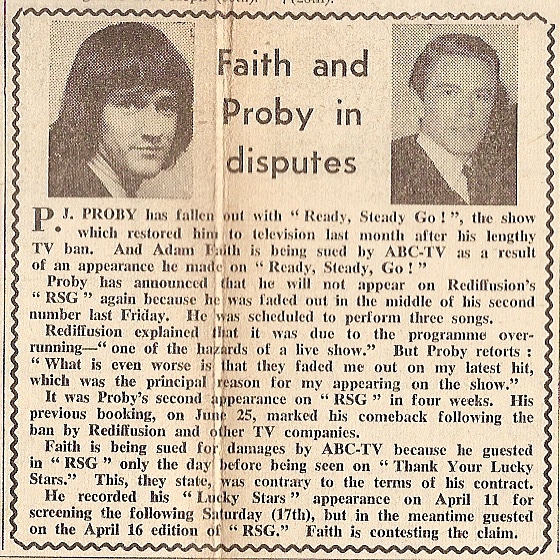 Faith and
Proby in
disputes
P. J. PROBY has fallen out with “ Ready, Steady Go ! ”, the show
which restored him to television last month after his lengthy
TV ban. And Adam Faith is being sued by ABC-TV as a result
of an appearance he made on “ Ready, Steady, Go ! ”
Proby has announced that he will not appear on Rediffusion's
“ RSG ” again because he was faded out in the middle of his second
number last Friday. He was scheduled to perform three songs.
Rediffusion explained that it was due to the programme over-
running—“ one of the hazards of a live show.” But Proby retorts :
“ What is even worse is that they faded me out on my latest hit,
which was the principal reason for my appearing on the show.”
It was Proby's second appearance on “ RSG ” in four weeks. His
previous booking, on June 25, marked his comeback following the
ban by Rediffusion and other TV companies.
Faith is being sued for damages by ABC-TV because he guested
in “ RSG ” only the day before being seen on “ Thank Your Lucky
Stars.” This, they state, was contrary to the terms of his contract.
He recorded his “ Lucky Stars ” appearance on April 11 for
screening the following Saturday (17th), but in the meantime guested
on the April 16 edition of “ RSG.” Faith is contesting the claim.